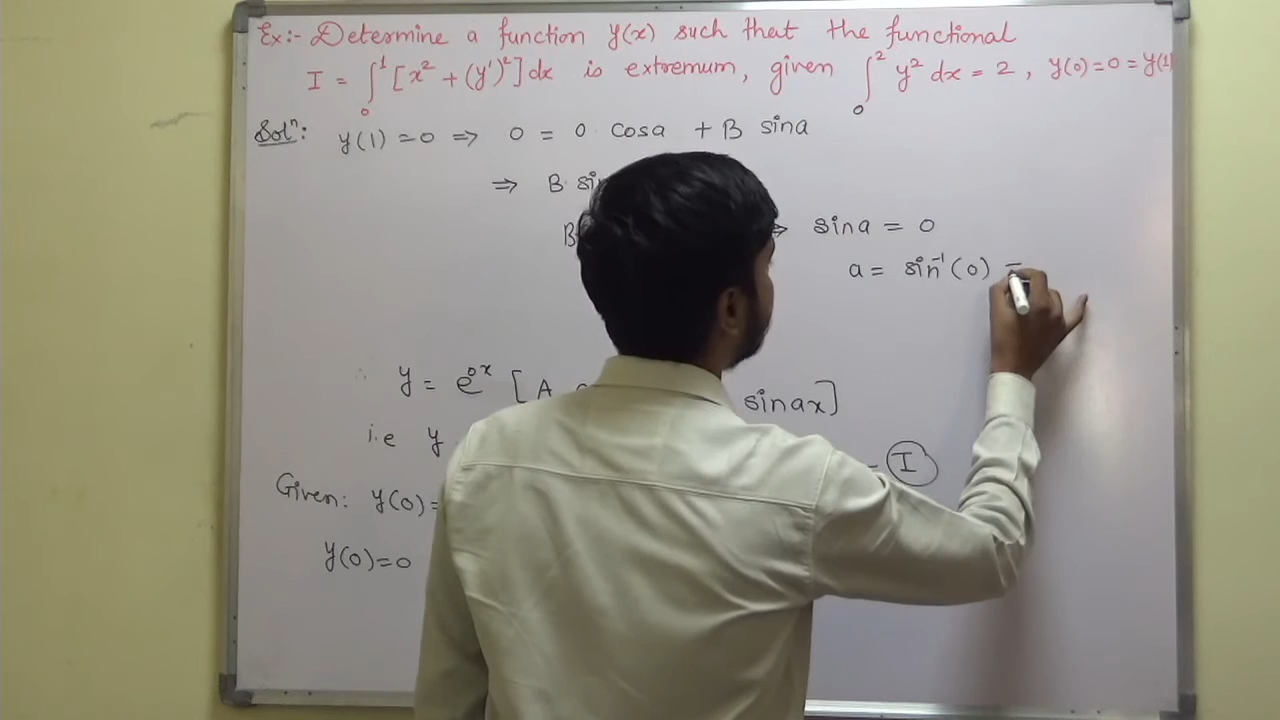 Ex:- Determine a function y(x) such that the functional
I = ∫₀¹ [x² + (y')²] dx is extremum, given ∫₀² y² dx = 2, y(0)=0=y(1)
Solⁿ: y(1)=0 ⇒ 0 = 0 cosa + B sina
⇒ B sin
B ⇒ sina = 0
a = sin⁻¹(0) =
∴ y = e^{0x} [A sinax]
i.e y - (I)
Given: y(0)=
y(0)=0